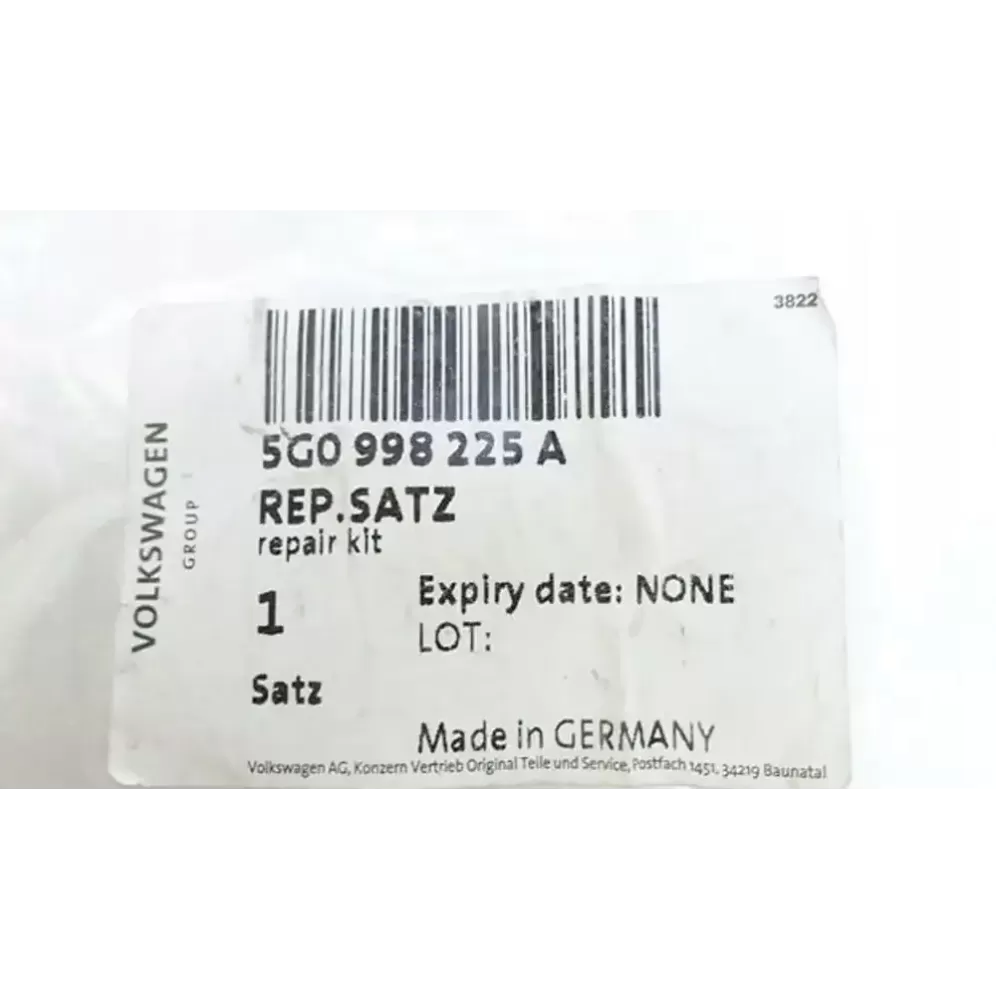 3822
VOLKSWAGEN
GROUP
5G0 998 225 A
REP.SATZ
repair kit
1
Expiry date: NONE
LOT:
Satz
Made in GERMANY
Volkswagen AG, Konzern Vertrieb Original Teile und Service, Postfach 1451, 34219 Baunatal